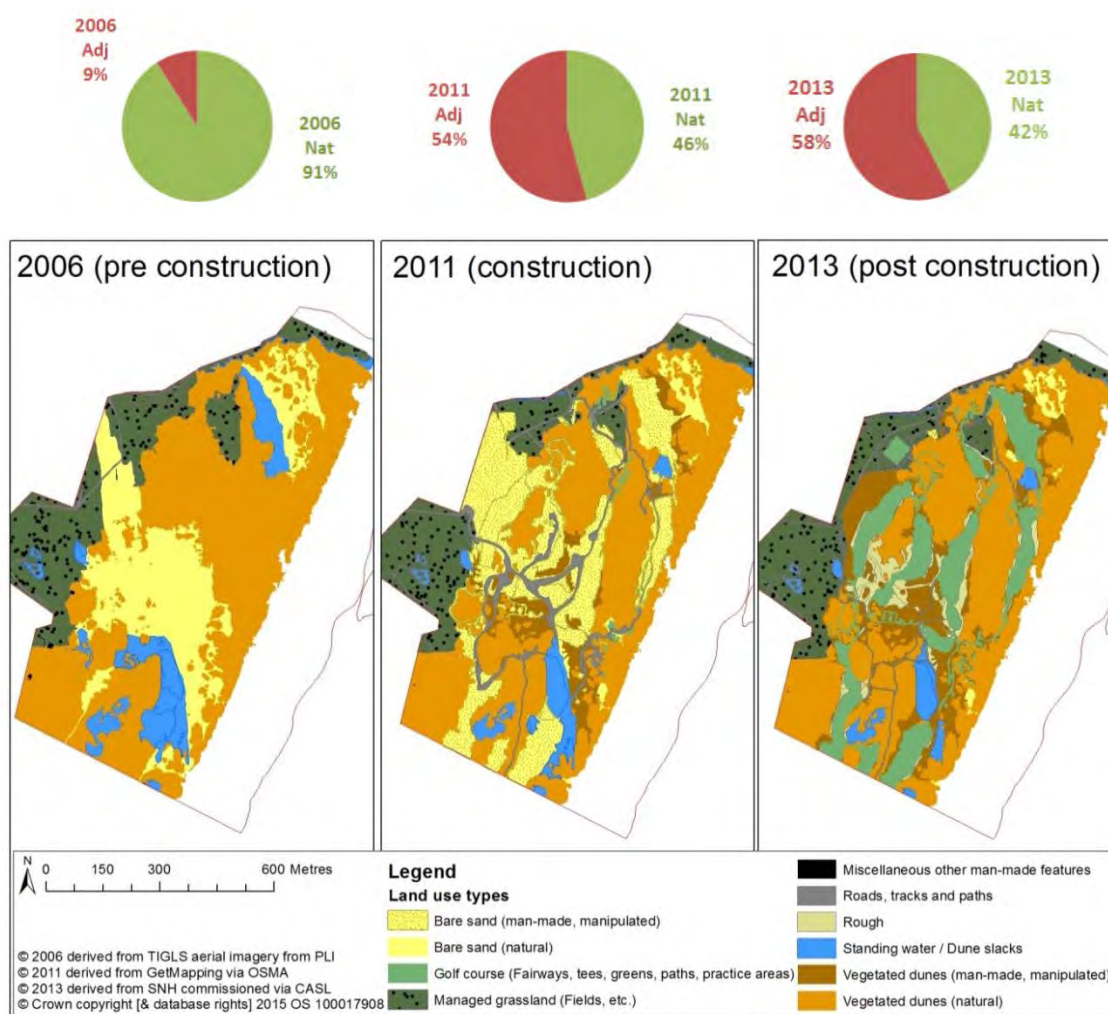 2006
Adj
9%
2006
Nat
91%
2011
Adj
54%
2011
Nat
46%
2013
Adj
58%
2013
Nat
42%
2006 (pre construction)
2011 (construction)
2013 (post construction)
N
0 150 300 600 Metres
© 2006 derived from TIGLS aerial imagery from PLI
© 2011 derived from GetMapping via OSMA
© 2013 derived from SNH commissioned via CASL
© Crown copyright [& database rights] 2015 OS 100017908
Legend
Land use types
Bare sand (man-made, manipulated)
Bare sand (natural)
Golf course (Fairways, tees, greens, paths, practice areas)
Managed grassland (Fields, etc.)
Miscellaneous other man-made features
Roads, tracks and paths
Rough
Standing water / Dune slacks
Vegetated dunes (man-made, manipulated)
Vegetated dunes (natural)